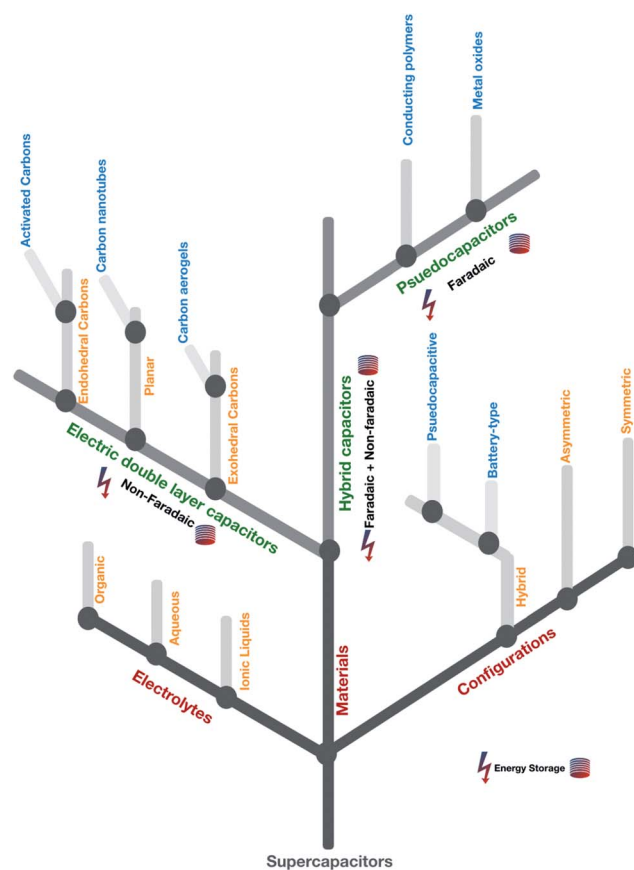 Conducting polymers
Metal oxides
Psuedocapacitors
Faradaic
Activated Carbons
Carbon nanotubes
Carbon aerogels
Endohedral Carbons
Planar
Exohedral Carbons
Electric double layer capacitors
Non-Faradaic
Hybrid capacitors
Faradaic + Non-faradaic
Psuedocapacitive
Battery-type
Asymmetric
Symmetric
Hybrid
Configurations
Organic
Aqueous
Ionic Liquids
Electrolytes
Materials
Energy Storage
Supercapacitors